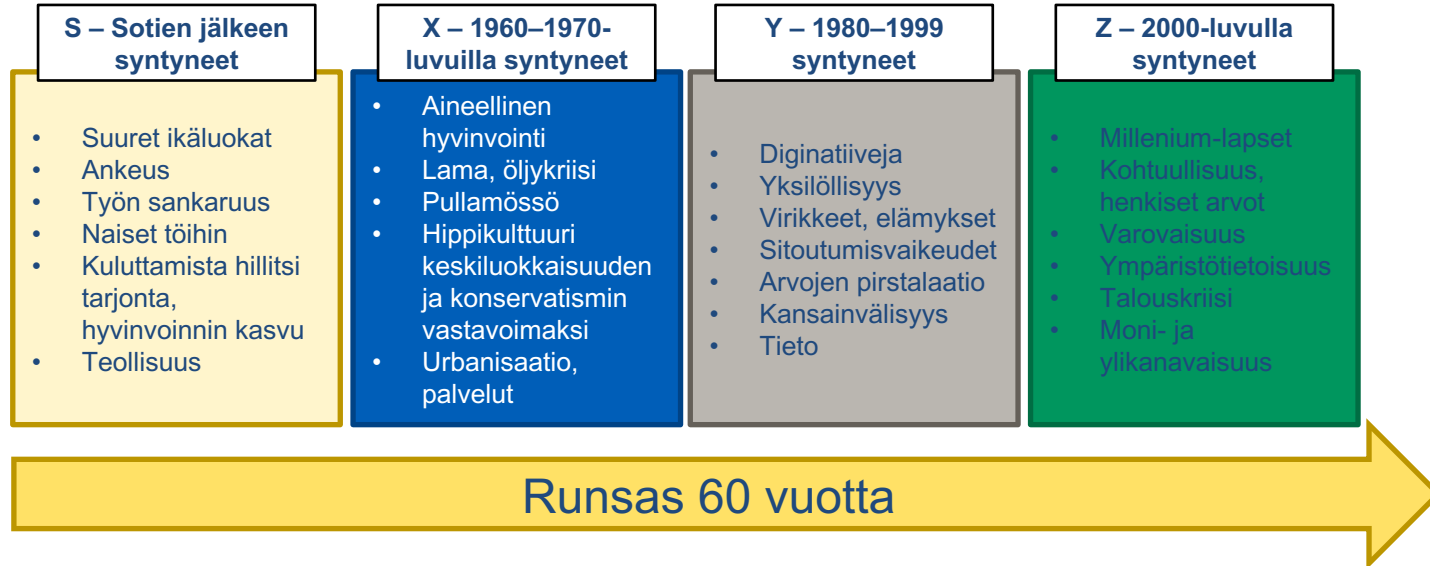 S – Sotien jälkeen
syntyneet
• Suuret ikäluokat
• Ankeus
• Työn sankaruus
• Naiset töihin
• Kuluttamista hillitsi
tarjonta,
hyvinvoinnin kasvu
• Teollisuus
X – 1960–1970-
luvuilla syntyneet
• Aineellinen
hyvinvointi
• Lama, öljykriisi
• Pullamössö
• Hippikulttuuri
keskiluokkaisuuden
ja konservatismin
vastavoimaksi
• Urbanisaatio,
palvelut
Y – 1980–1999
syntyneet
• Diginatiiveja
• Yksilöllisyys
• Virikkeet, elämykset
• Sitoutumisvaikeudet
• Arvojen pirstalaatio
• Kansainvälisyys
• Tieto
Z – 2000-luvulla
syntyneet
• Millenium-lapset
• Kohtuullisuus,
henkiset arvot
• Varovaisuus
• Ympäristötietoisuus
• Talouskriisi
• Moni- ja
ylikanavaisuus
Runsas 60 vuotta